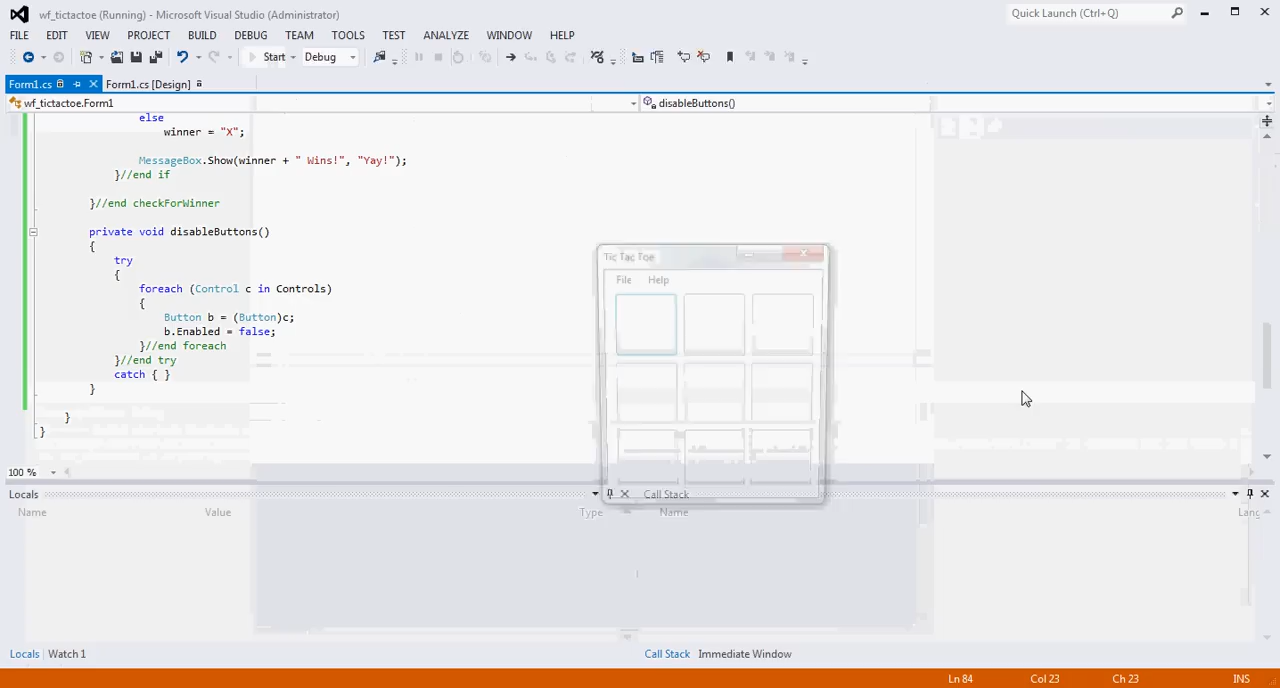 wf_tictactoe (Running) - Microsoft Visual Studio (Administrator)
Quick Launch (Ctrl+Q)
FILE EDIT VIEW PROJECT BUILD DEBUG TEAM TOOLS TEST ANALYZE WINDOW HELP
Start Debug
Form1.cs Form1.cs [Design]
wf_tictactoe.Form1 disableButtons()
else
winner = "X";
MessageBox.Show(winner + " Wins!", "Yay!");
}//end if
}//end checkForWinner
private void disableButtons()
{
try
{
foreach (Control c in Controls)
{
Button b = (Button)c;
b.Enabled = false;
}//end foreach
}//end try
catch { }
}
}
}
Tic Tac Toe
File Help
100 %
Locals
Name Value Type
Call Stack
Name Lang
Locals Watch 1
Call Stack Immediate Window
Ln 84 Col 23 Ch 23 INS